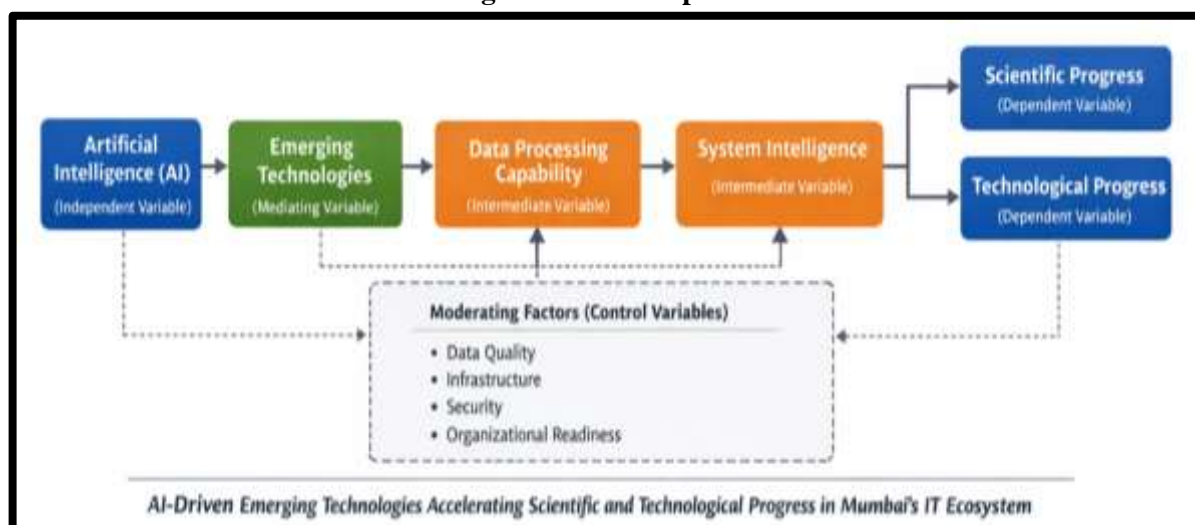 Artificial
Intelligence (AI)
(Independent Variable)
Emerging
Technologies
(Mediating Variable)
Data Processing
Capability
(Intermediate Variable)
System Intelligence
(Intermediate Variable)
Scientific Progress
(Dependent Variable)
Technological Progress
(Dependent Variable)
Moderating Factors (Control Variables)
• Data Quality
• Infrastructure
• Security
• Organizational Readiness
AI-Driven Emerging Technologies Accelerating Scientific and Technological Progress in Mumbai's IT Ecosystem